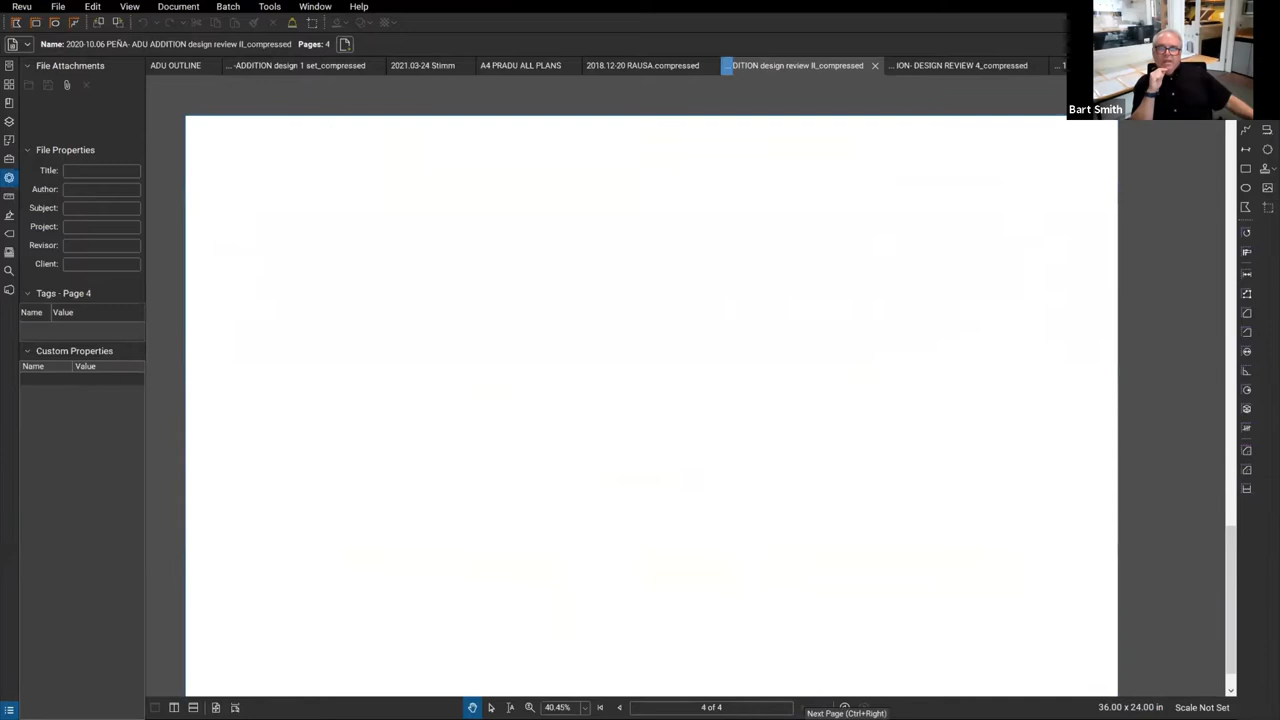 Revu File Edit View Document Batch Tools Window Help
Name: 2020-10.06 PEÑA- ADU ADDITION design review II_compressed Pages: 4
File Attachments
ADU OUTLINE ...-ADDITION design 1 set_compressed 2021.03-24 Stimm A4 PRADU ALL PLANS 2018.12-20 RAUSA.compressed ...DITION design review II_compressed ... ION- DESIGN REVIEW 4_compressed ... 1
Bart Smith
File Properties
Title:
Author:
Subject:
Project:
Revisor:
Client:
Tags - Page 4
Name Value
Custom Properties
Name Value
40.45% 4 of 4 36.00 x 24.00 in Scale Not Set
Next Page (Ctrl+Right)